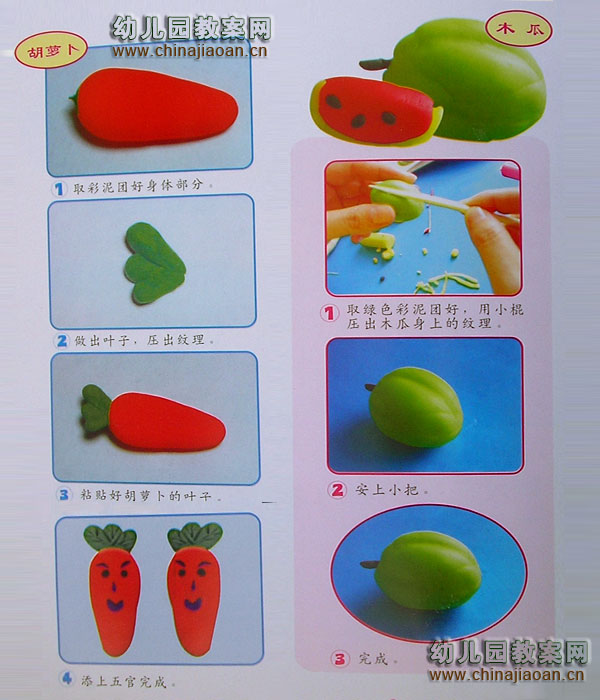 幼儿园教案网
www.chinajiaoan.cn
胡萝卜
1 取彩泥团好身体部分。
2 做出叶子，压出纹理。
3 粘贴好胡萝卜的叶子。
4 添上五官完成。
木瓜
1 取绿色彩泥团好，用小棍
压出木瓜身上的纹理。
2 安上小把。
3 完成。
幼儿园教案网
www.chinajiaoan.cn